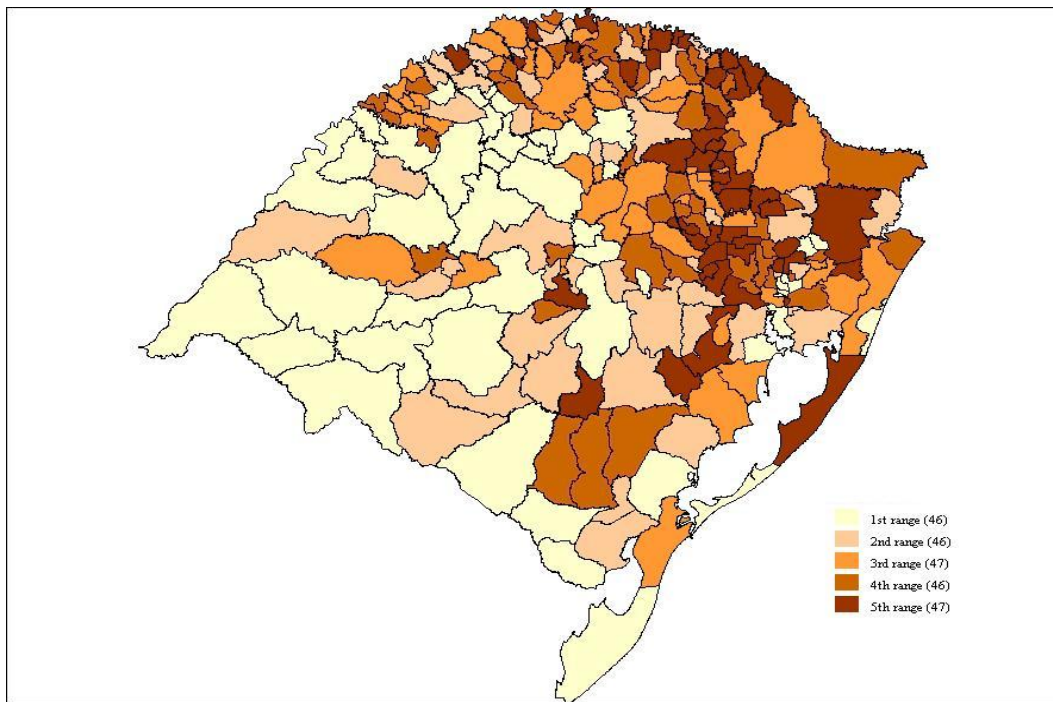 1st range (46)
2nd range (46)
3rd range (47)
4th range (46)
5th range (47)